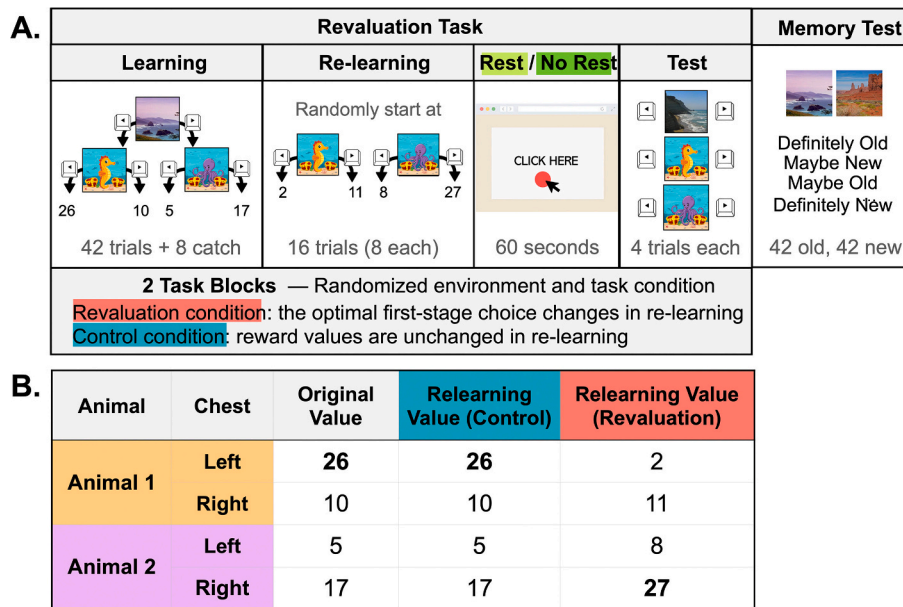 A.
Revaluation Task
Memory Test
Learning
Re-learning
Rest / No Rest
Test
Randomly start at
CLICK HERE
26 10 5 17
2 11 8 27
Definitely Old
Maybe New
Maybe Old
Definitely New
42 trials + 8 catch
16 trials (8 each)
60 seconds
4 trials each
42 old, 42 new
2 Task Blocks — Randomized environment and task condition
Revaluation condition: the optimal first-stage choice changes in re-learning
Control condition: reward values are unchanged in re-learning
B.
Animal Chest Original Value Relearning Value (Control) Relearning Value (Revaluation)
Animal 1 Left 26 26 2
Right 10 10 11
Animal 2 Left 5 5 8
Right 17 17 27